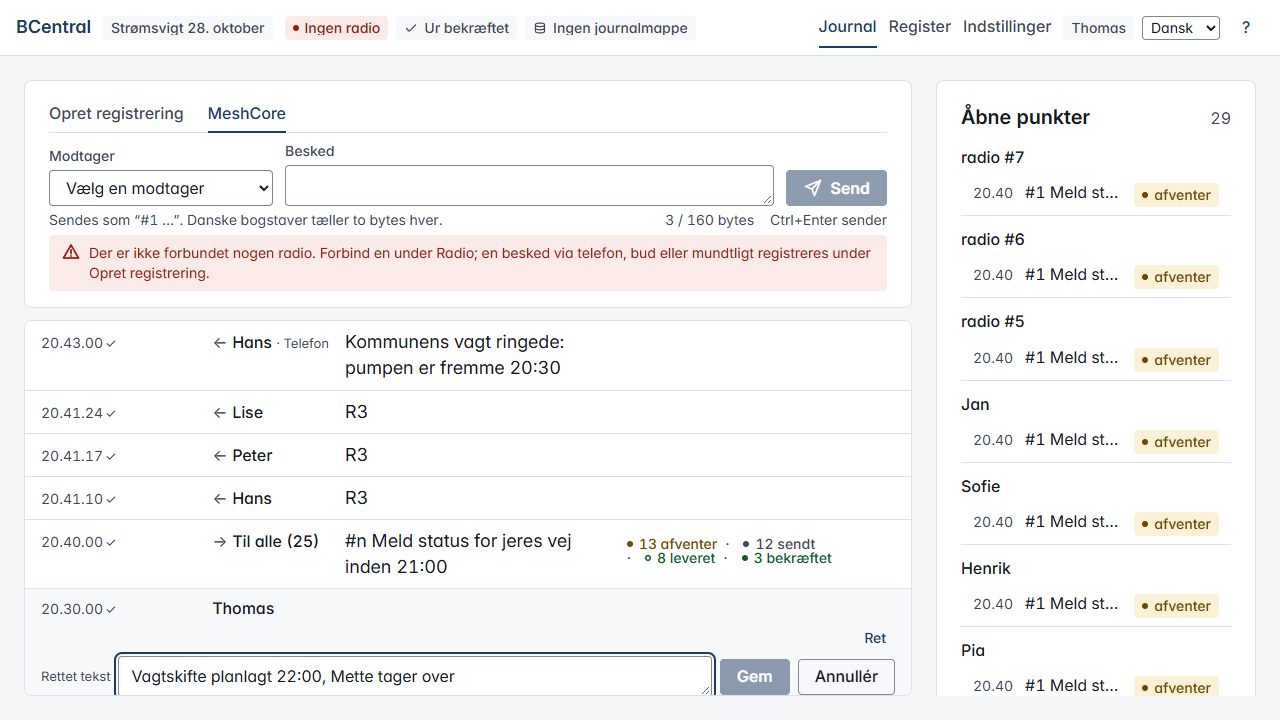 BCentral Strømsvigt 28. oktober Ingen radio Ur bekræftet Ingen journalmappe Journal Register Indstillinger Thomas Dansk ?
Opret registrering MeshCore
Modtager Besked
Vælg en modtager Send
Sendes som “#1 …”. Danske bogstaver tæller to bytes hver. 3 / 160 bytes Ctrl+Enter sender
Der er ikke forbundet nogen radio. Forbind en under Radio; en besked via telefon, bud eller mundtligt registreres under
Opret registrering.
20.43.00 ✓ ← Hans · Telefon Kommunens vagt ringede:
pumpen er fremme 20:30
20.41.24 ✓ ← Lise R3
20.41.17 ✓ ← Peter R3
20.41.10 ✓ ← Hans R3
20.40.00 ✓ → Til alle (25) #n Meld status for jeres vej
inden 21:00
13 afventer · 12 sendt
· 8 leveret · 3 bekræftet
20.30.00 ✓ Thomas
Ret
Rettet tekst Vagtskifte planlagt 22:00, Mette tager over Gem Annullér
Åbne punkter 29
radio #7
20.40 #1 Meld st... afventer
radio #6
20.40 #1 Meld st... afventer
radio #5
20.40 #1 Meld st... afventer
Jan
20.40 #1 Meld st... afventer
Sofie
20.40 #1 Meld st... afventer
Henrik
20.40 #1 Meld st... afventer
Pia
20.40 #1 Meld st... afventer